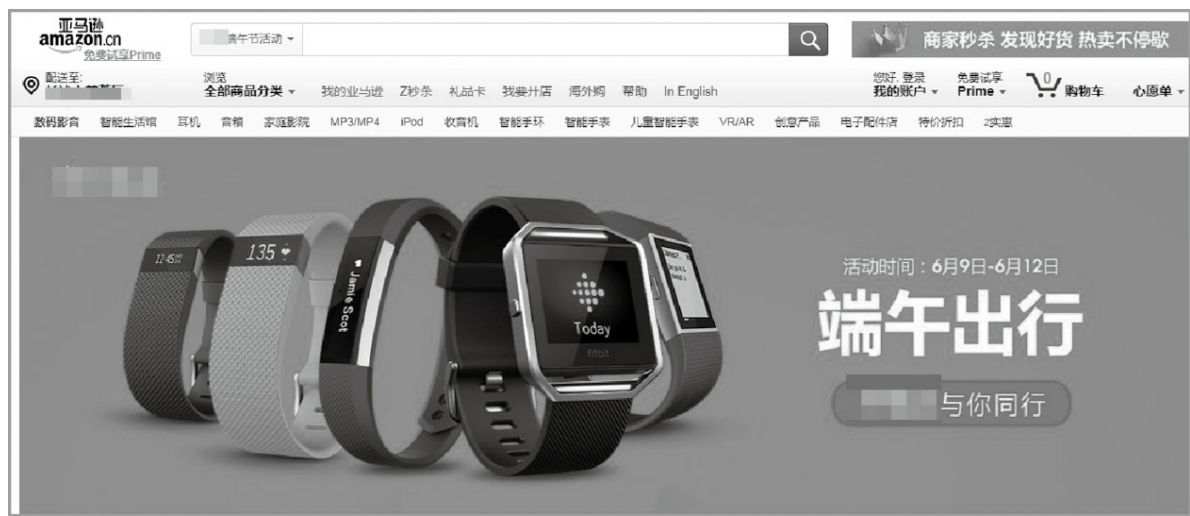 亚马逊
amazon.cn
免费试享Prime
端午节活动
商家秒杀 发现好货 热卖不停歇
配送至:
浏览
全部商品分类
我的亚马逊 Z秒杀 礼品卡 我要开店 海外购 帮助 In English
您好, 登录
我的账户
免费试享
Prime
0
购物车
心愿单
数码影音 智能生活馆 耳机 音箱 家庭影院 MP3/MP4 iPod 收音机 智能手环 智能手表 儿童智能手表 VR/AR 创意产品 电子配件店 特价折扣 z实惠
12:45
135
Jamie Scot
Today
fitbit
活动时间：6月9日-6月12日
端午出行
与你同行